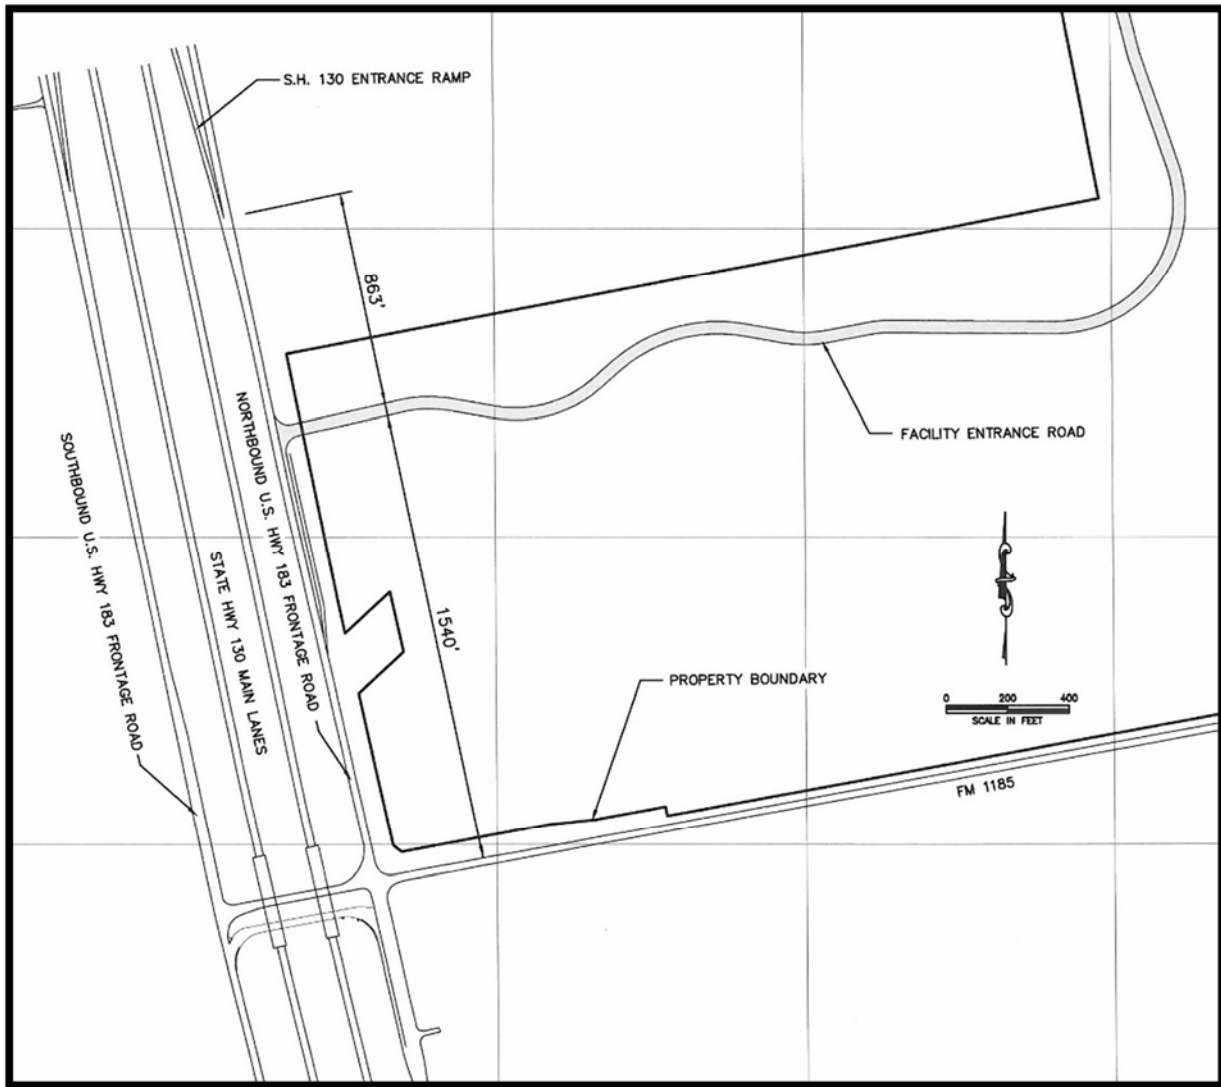 S.H. 130 ENTRANCE RAMP
863'
NORTHBOUND U.S. HWY 183 FRONTAGE ROAD
SOUTHBOUND U.S. HWY 183 FRONTAGE ROAD
STATE HWY 130 MAIN LANES
FACILITY ENTRANCE ROAD
1540'
PROPERTY BOUNDARY
0 200 400
SCALE IN FEET
FM 1185